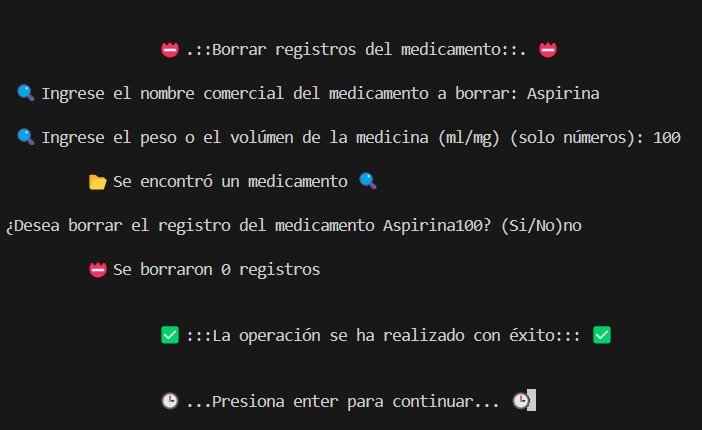 📛 .::Borrar registros del medicamento::. 📛
🔍 Ingrese el nombre comercial del medicamento a borrar: Aspirina
🔍 Ingrese el peso o el volúmen de la medicina (ml/mg) (solo números): 100
📂 Se encontró un medicamento 🔍
¿Desea borrar el registro del medicamento Aspirina100? (Si/No)no
📛 Se borraron 0 registros
✅ :::La operación se ha realizado con éxito::: ✅
🕒 ...Presiona enter para continuar... 🕒